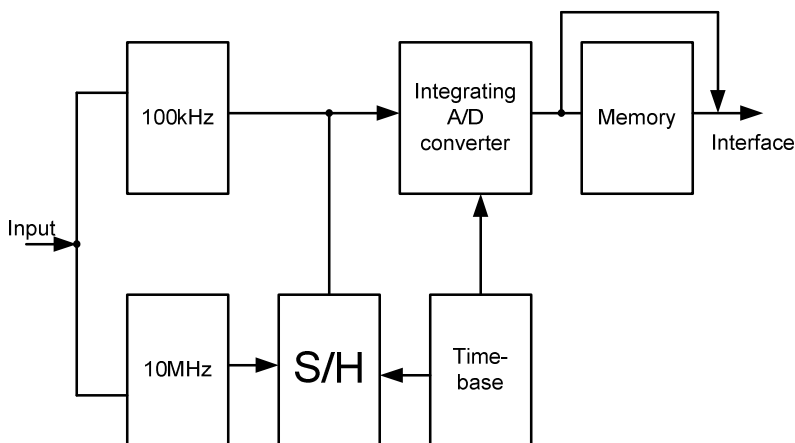 100kHz
Integrating
A/D
converter
Memory
Interface
Input
10MHz
S/H
Time-
base